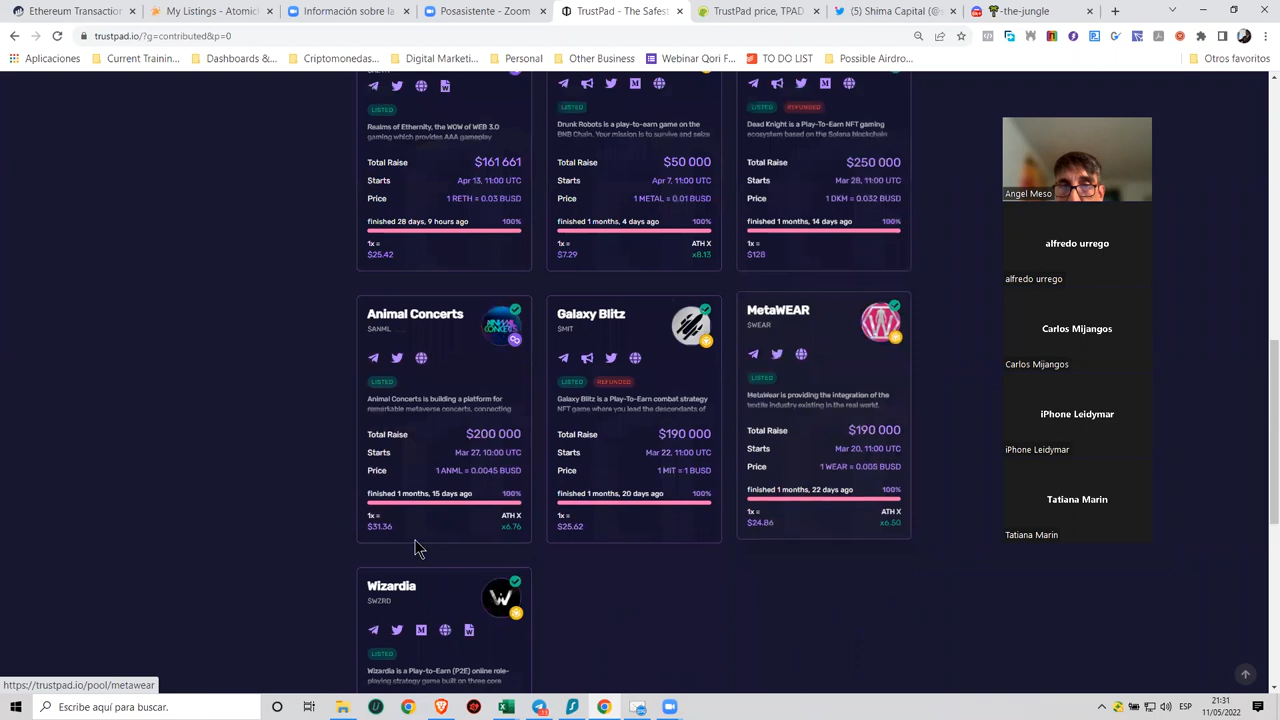 Ethereum Transactio
My Listings - Atomic
Información sobre la
Posasistente - Zoom
TrustPad - The Safest
TrustPad price, TPAD
(5) Shima Capital (@s
the-jungle
trustpad.io/?g=contributed&p=0
Aplicaciones
Current Trainin...
Dashboards &...
Criptomonedas...
Digital Marketi...
Personal
Other Business
Webinar Qori F...
TO DO LIST
Possible Airdro...
Otros favoritos
LISTED
Realms of Ethernity, the WOW of WEB 3.0
gaming which provides AAA gameplay
Total Raise $161 661
Starts Apr 13, 11:00 UTC
Price 1 RETH = 0.03 BUSD
finished 28 days, 9 hours ago 100%
1x =
$25.42
LISTED
Drunk Robots is a play-to-earn game on the
BNB Chain. Your mission is to survive and seize
Total Raise $50 000
Starts Apr 7, 11:00 UTC
Price 1 METAL = 0.01 BUSD
finished 1 months, 4 days ago 100%
1x = ATH X
$7.29 x8.13
LISTED REFUNDED
Dead Knight is a Play-To-Earn NFT gaming
ecosystem based on the Solana blockchain
Total Raise $250 000
Starts Mar 28, 11:00 UTC
Price 1 DKM = 0.032 BUSD
finished 1 months, 14 days ago 100%
1x =
$128
Animal Concerts
$ANML
ANIMAL CONCERTS
LISTED
Animal Concerts is building a platform for
remarkable metaverse concerts, connecting
Total Raise $200 000
Starts Mar 27, 10:00 UTC
Price 1 ANML = 0.0045 BUSD
finished 1 months, 15 days ago 100%
1x = ATH X
$31.36 x6.76
Galaxy Blitz
$MIT
LISTED REFUNDED
Galaxy Blitz is a Play-To-Earn combat strategy
NFT game where you lead the descendants of
Total Raise $190 000
Starts Mar 22, 11:00 UTC
Price 1 MIT = 1 BUSD
finished 1 months, 20 days ago 100%
1x =
$25.62
MetaWEAR
$WEAR
LISTED
MetaWear is providing the integration of the
textile industry existing in the real world.
Total Raise $190 000
Starts Mar 20, 11:00 UTC
Price 1 WEAR = 0.005 BUSD
finished 1 months, 22 days ago 100%
1x = ATH X
$24.86 x6.50
Wizardia
$WZRD
W
LISTED
Wizardia is a Play-to-Earn (P2E) online role-
playing strategy game built on three core
Angel Meso
alfredo urrego
alfredo urrego
Carlos Mijangos
Carlos Mijangos
iPhone Leidymar
iPhone Leidymar
Tatiana Marin
Tatiana Marin
https://trustpad.io/pool/metawear
Escribe aquí para buscar.
ESP
21:31
11/05/2022